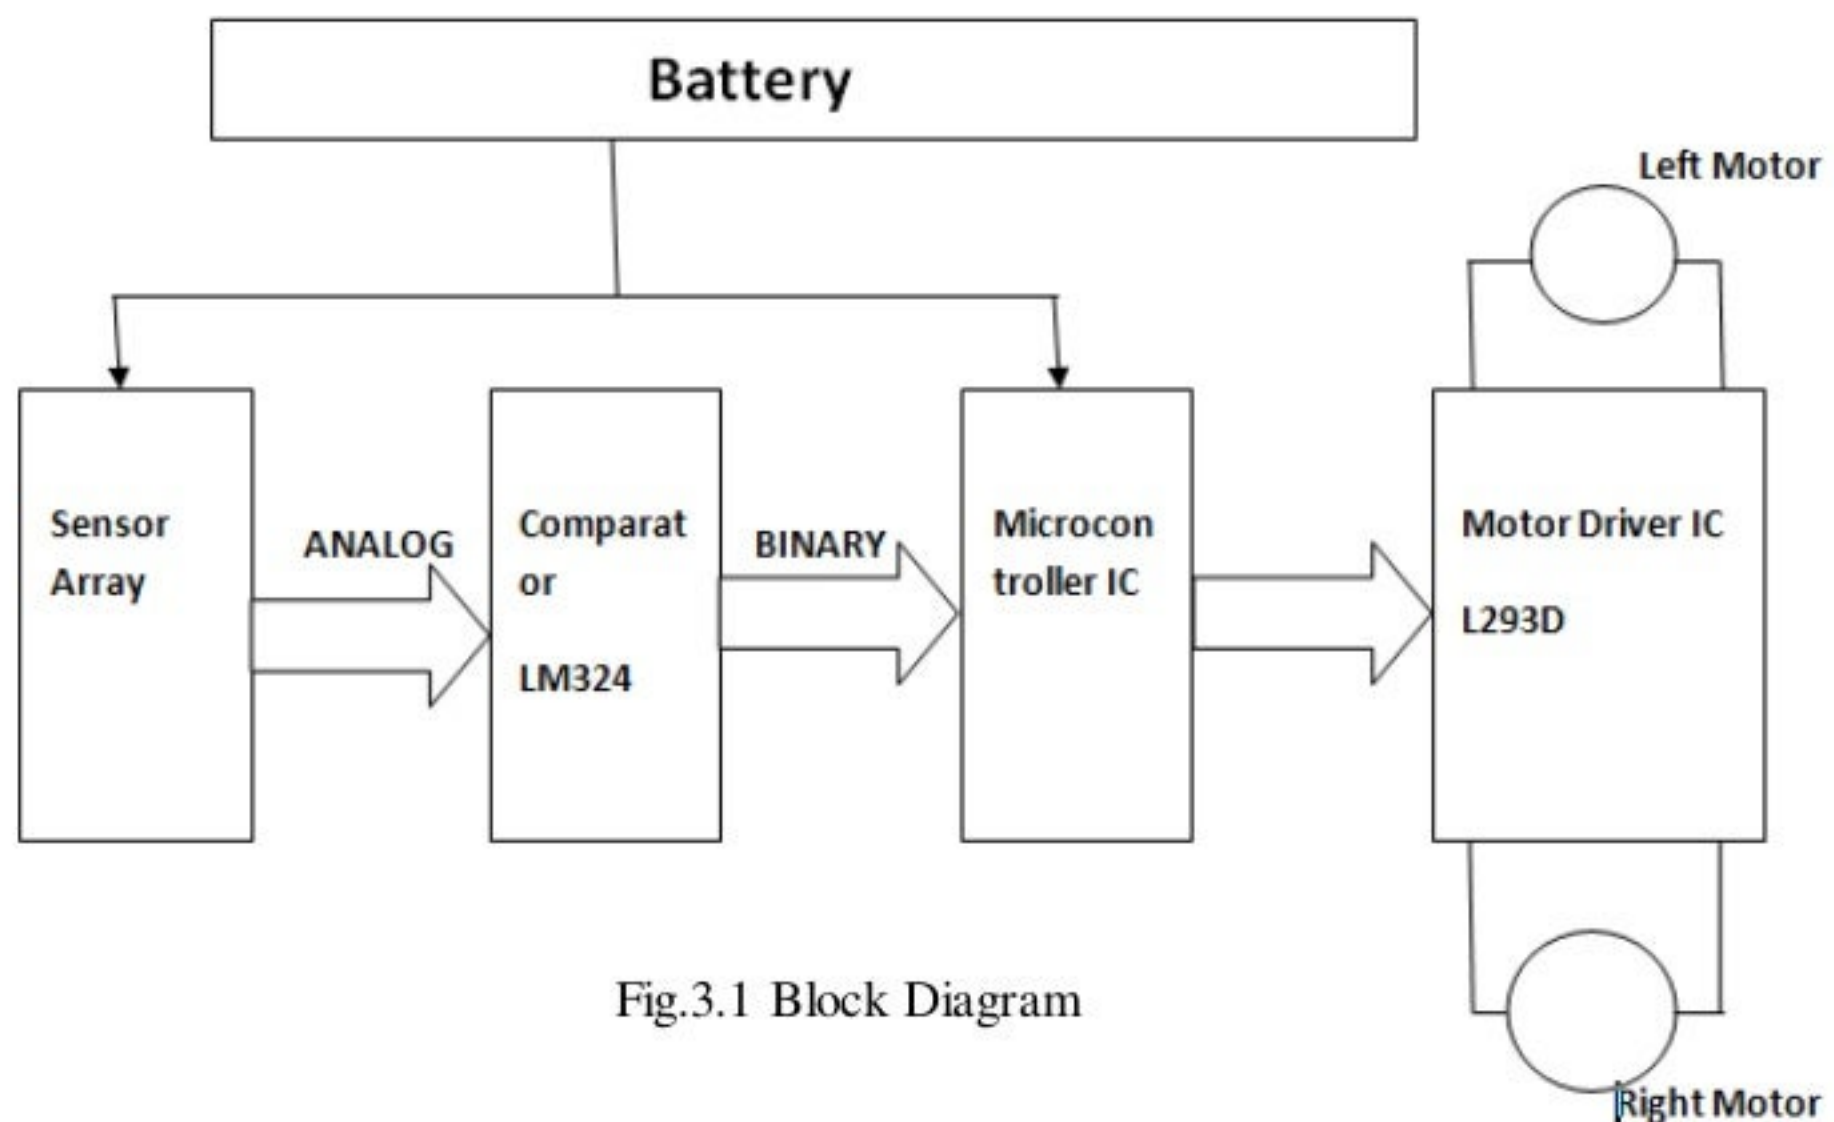 Battery
Left Motor
Sensor
Array
ANALOG
Comparat
or
LM324
BINARY
Microcon
troller IC
Motor Driver IC
L293D
Fig.3.1 Block Diagram
Right Motor